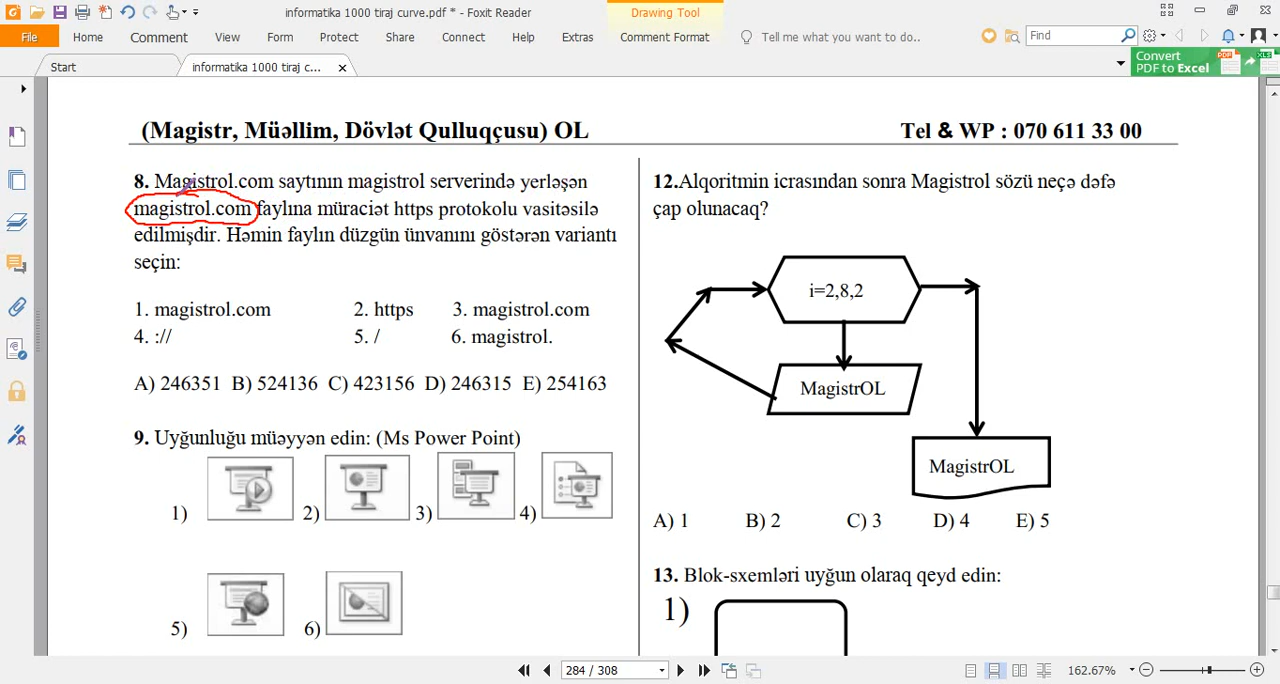 informatika 1000 tiraj curve.pdf * - Foxit Reader
Drawing Tool
File Home Comment View Form Protect Share Connect Help Extras Comment Format Tell me what you want to do.. Find
Start
informatika 1000 tiraj c...
Convert
PDF to Excel
(Magistr, Müəllim, Dövlət Qulluqçusu) OL
Tel & WP : 070 611 33 00
8. Magistrol.com saytının magistrol serverində yerləşən
magistrol.com faylına müraciət https protokolu vasitəsilə
edilmişdir. Həmin faylın düzgün ünvanını göstərən variantı
seçin:
1. magistrol.com 2. https 3. magistrol.com
4. :// 5. / 6. magistrol.
A) 246351 B) 524136 C) 423156 D) 246315 E) 254163
9. Uyğunluğu müəyyən edin: (Ms Power Point)
1) 2) 3) 4)
5) 6)
12.Alqoritmin icrasından sonra Magistrol sözü neçə dəfə
çap olunacaq?
i=2,8,2
MagistrOL
MagistrOL
A) 1 B) 2 C) 3 D) 4 E) 5
13. Blok-sxemləri uyğun olaraq qeyd edin:
1)
284 / 308
162.67%